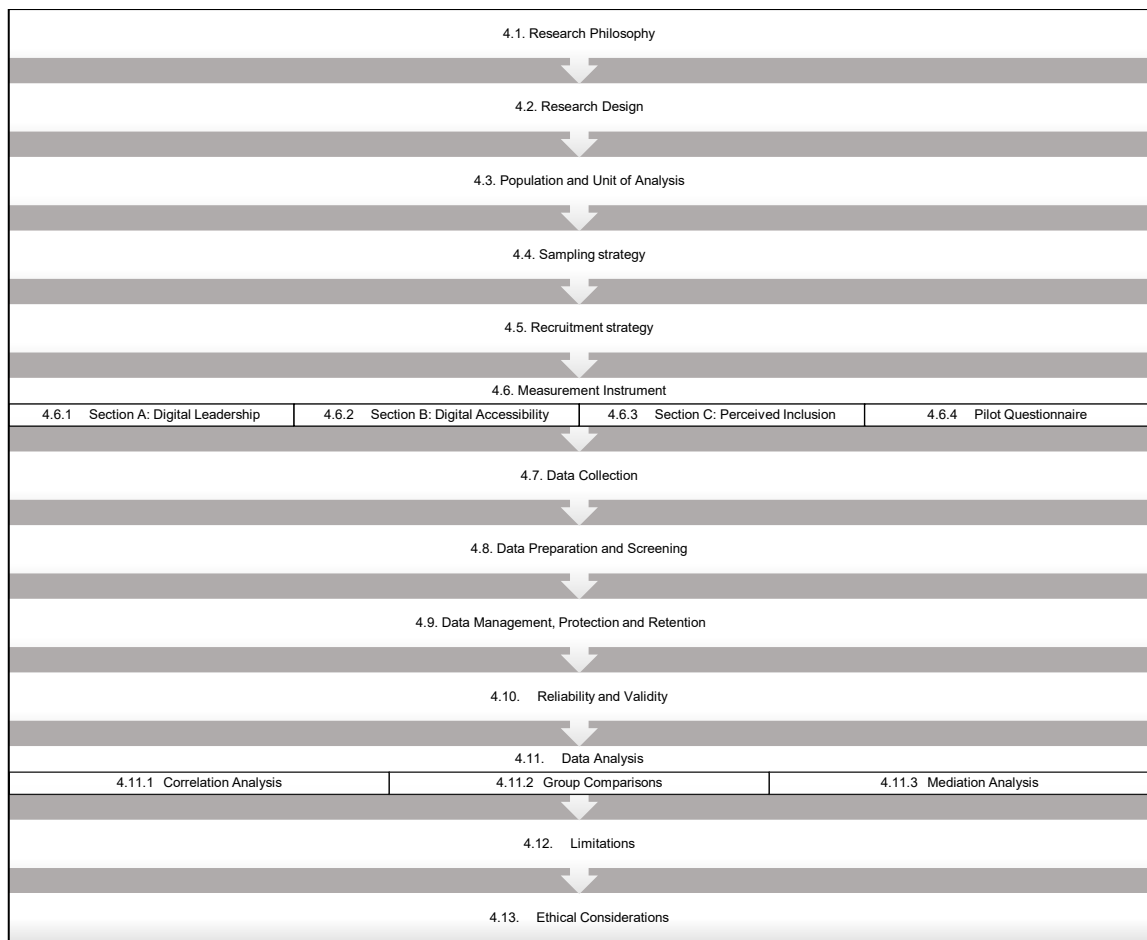 4.1. Research Philosophy
4.2. Research Design
4.3. Population and Unit of Analysis
4.4. Sampling strategy
4.5. Recruitment strategy
4.6. Measurement Instrument
4.6.1 Section A: Digital Leadership
4.6.2 Section B: Digital Accessibility
4.6.3 Section C: Perceived Inclusion
4.6.4 Pilot Questionnaire
4.7. Data Collection
4.8. Data Preparation and Screening
4.9. Data Management, Protection and Retention
4.10. Reliability and Validity
4.11. Data Analysis
4.11.1 Correlation Analysis
4.11.2 Group Comparisons
4.11.3 Mediation Analysis
4.12. Limitations
4.13. Ethical Considerations